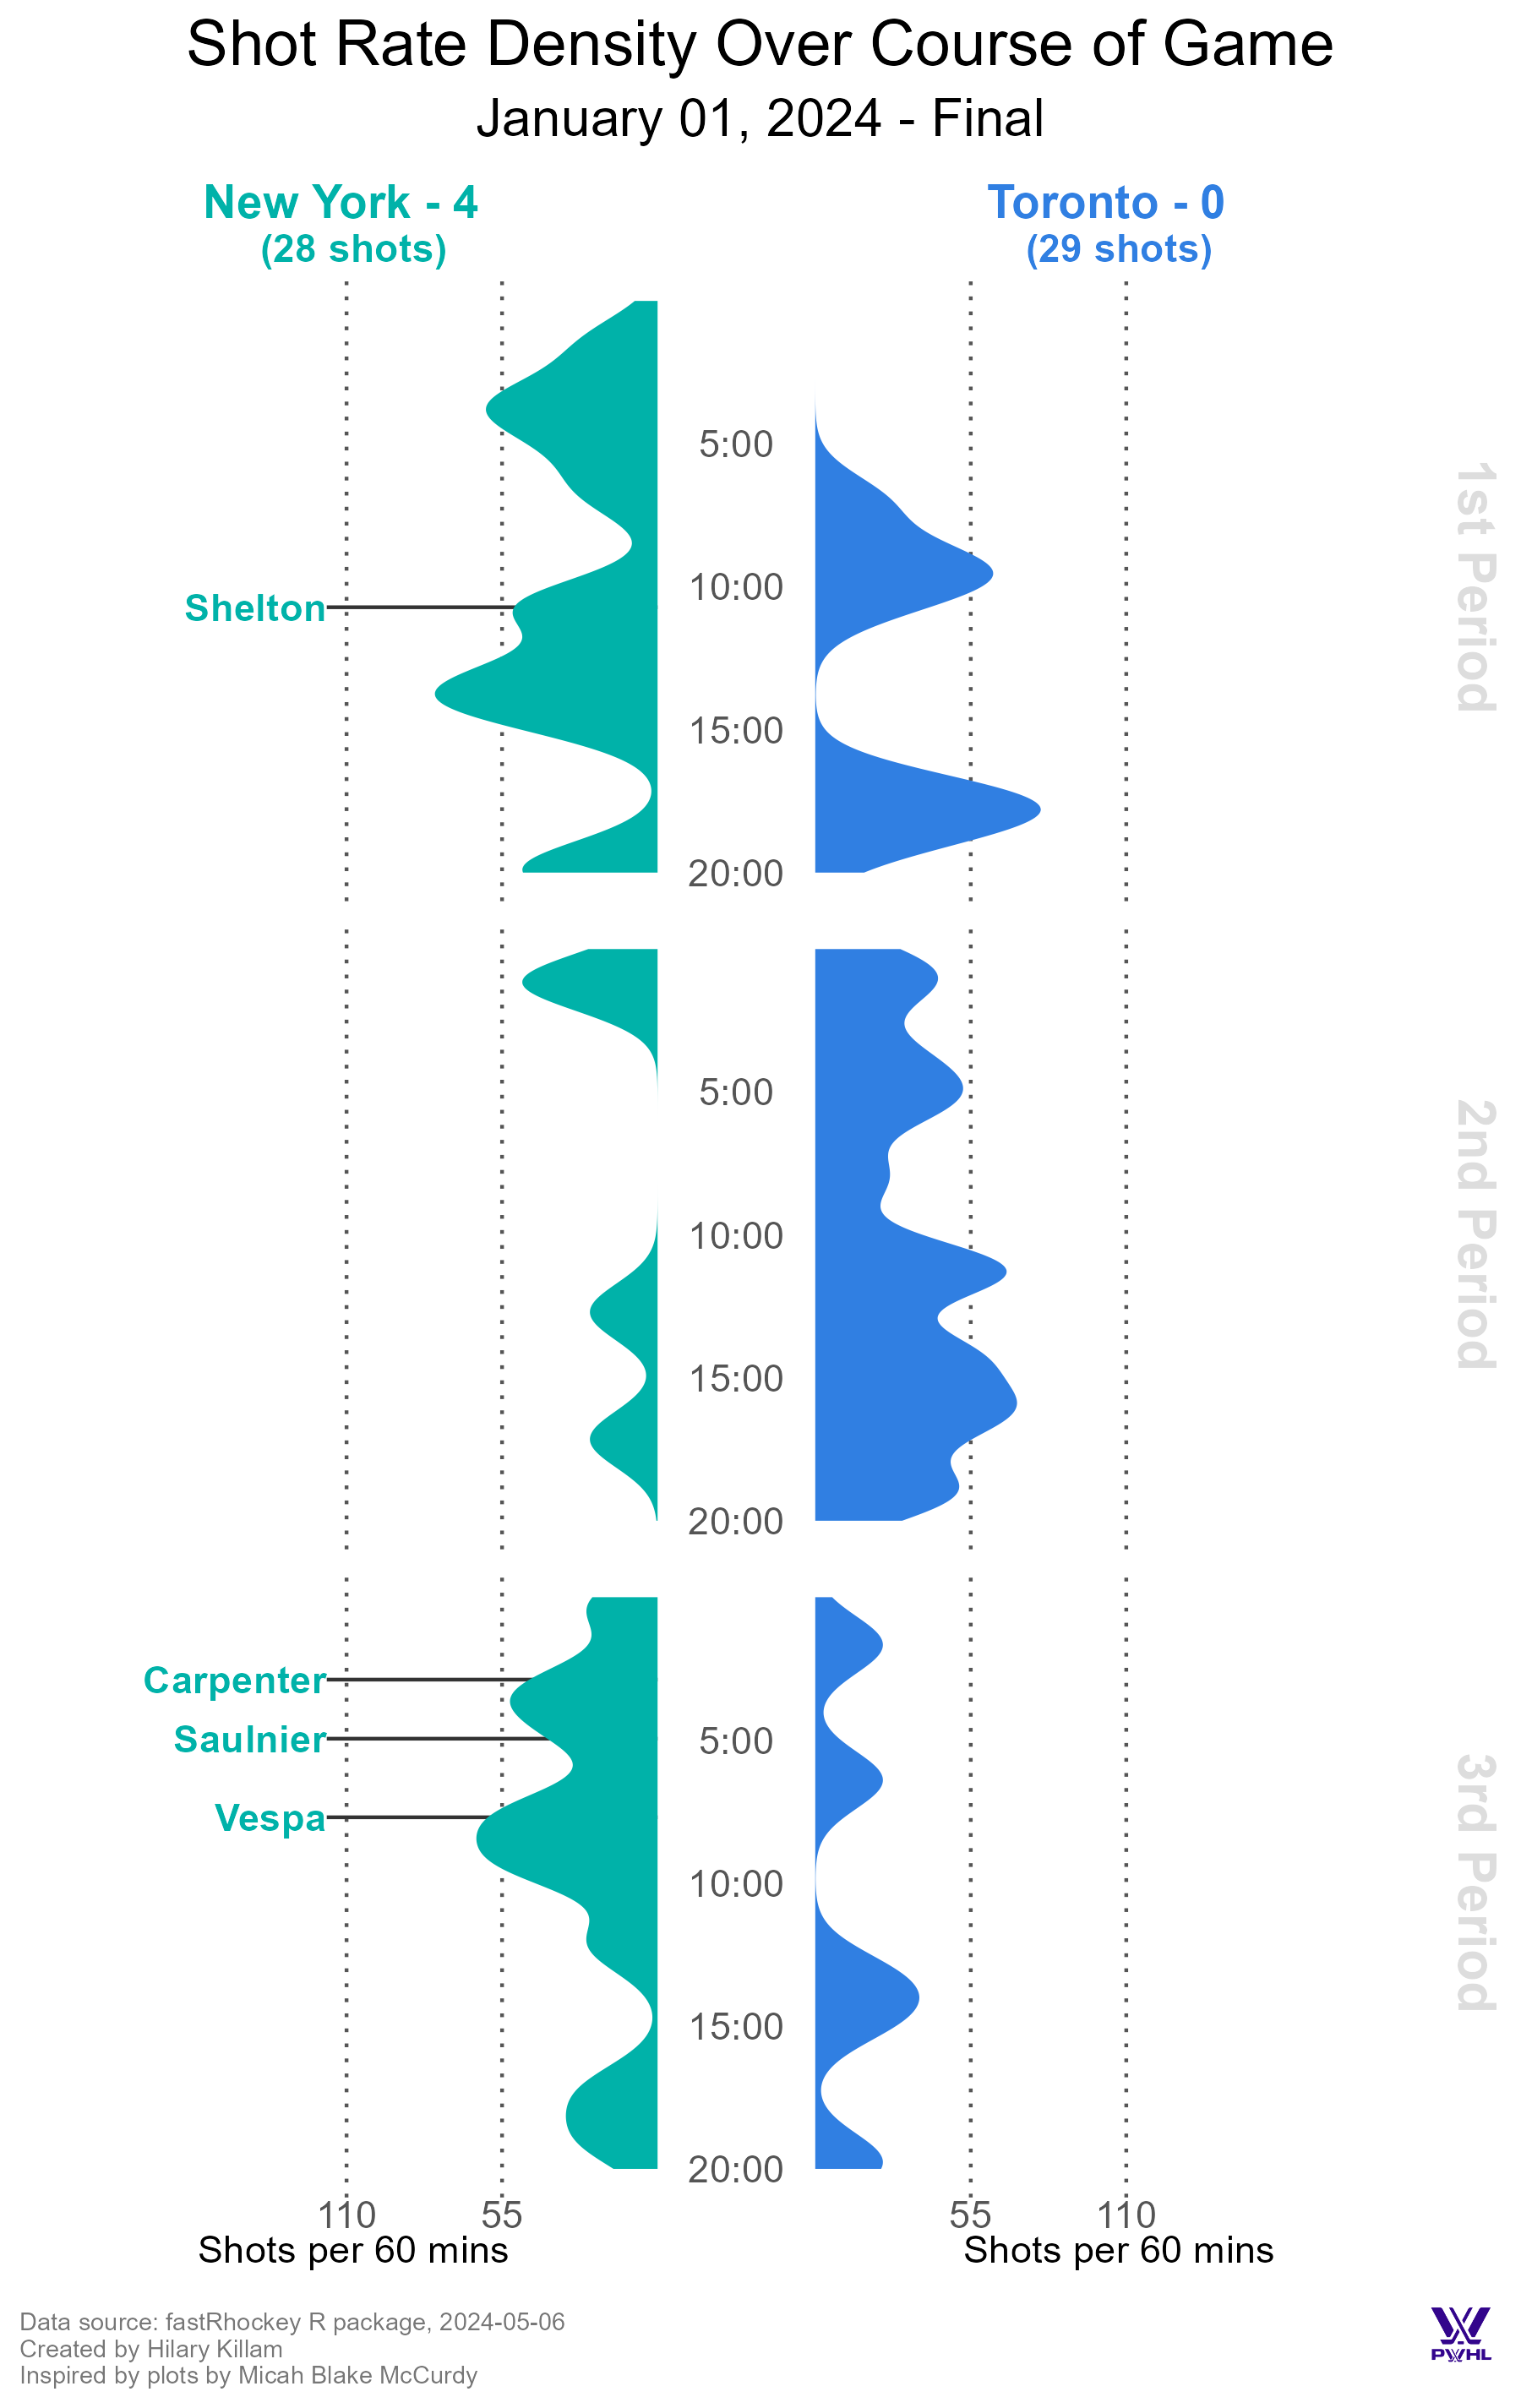 Shot Rate Density Over Course of Game
January 01, 2024 - Final
New York - 4
(28 shots)
Toronto - 0
(29 shots)
5:00
10:00
Shelton
15:00
20:00
1st Period
5:00
10:00
15:00
20:00
2nd Period
Carpenter
Saulnier
5:00
Vespa
10:00
15:00
20:00
3rd Period
110 55 55 110
Shots per 60 mins
Shots per 60 mins
Data source: fastRhockey R package, 2024-05-06
Created by Hilary Killam
Inspired by plots by Micah Blake McCurdy
PWHL